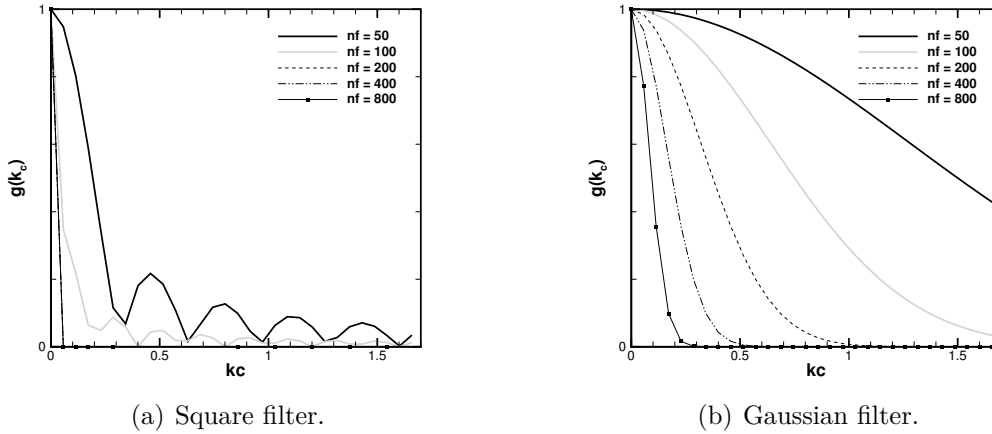 1
g(k_c)
0
0
0.5
1
1.5
kc
nf = 50
nf = 100
nf = 200
nf = 400
nf = 800
(a) Square filter.
1
g(k_c)
0
0
0.5
1
1.5
kc
nf = 50
nf = 100
nf = 200
nf = 400
nf = 800
(b) Gaussian filter.